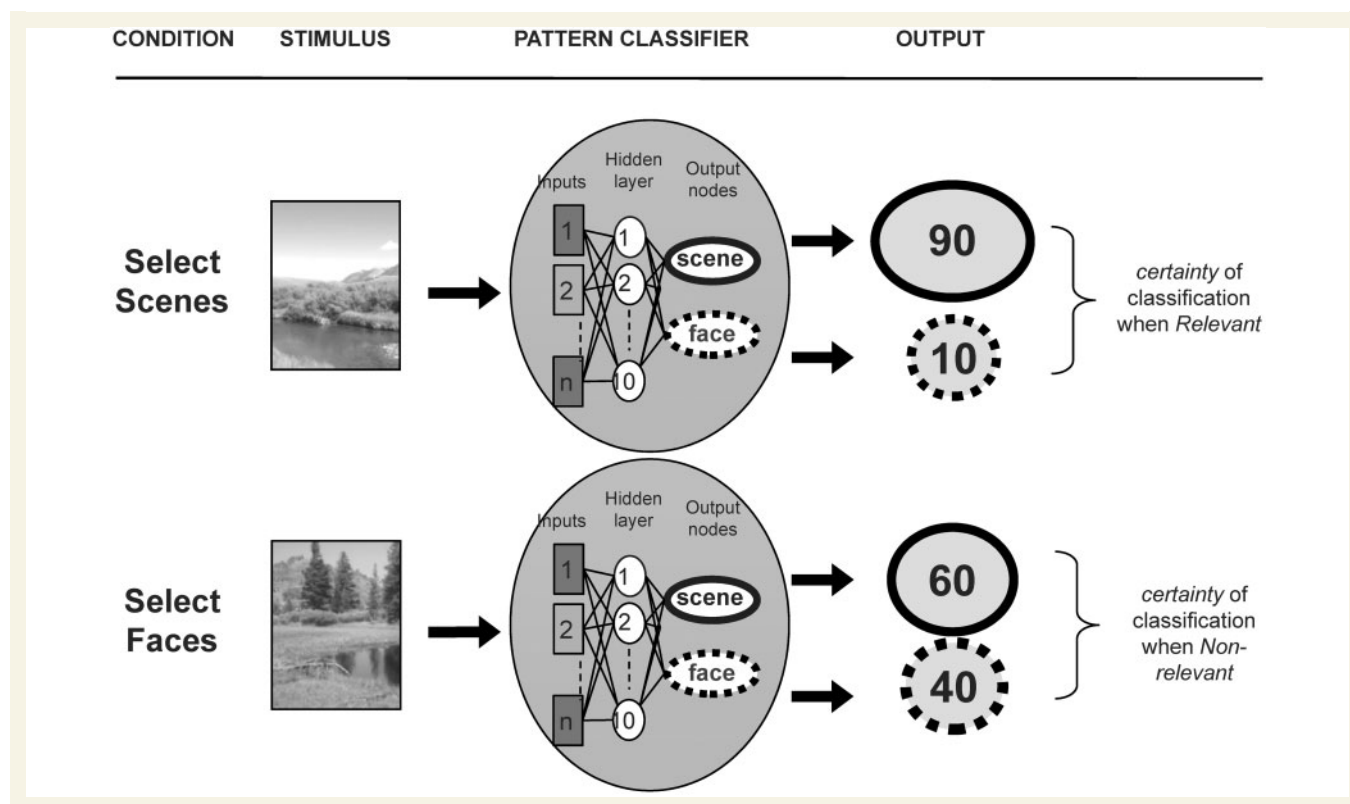 CONDITION STIMULUS PATTERN CLASSIFIER OUTPUT
Select
Scenes
Inputs
Hidden
layer
Output
nodes
1
2
n
1
2
10
scene
face
90
10
certainty of
classification
when Relevant
Select
Faces
Inputs
Hidden
layer
Output
nodes
1
2
n
1
2
10
scene
face
60
40
certainty of
classification
when Non-
relevant